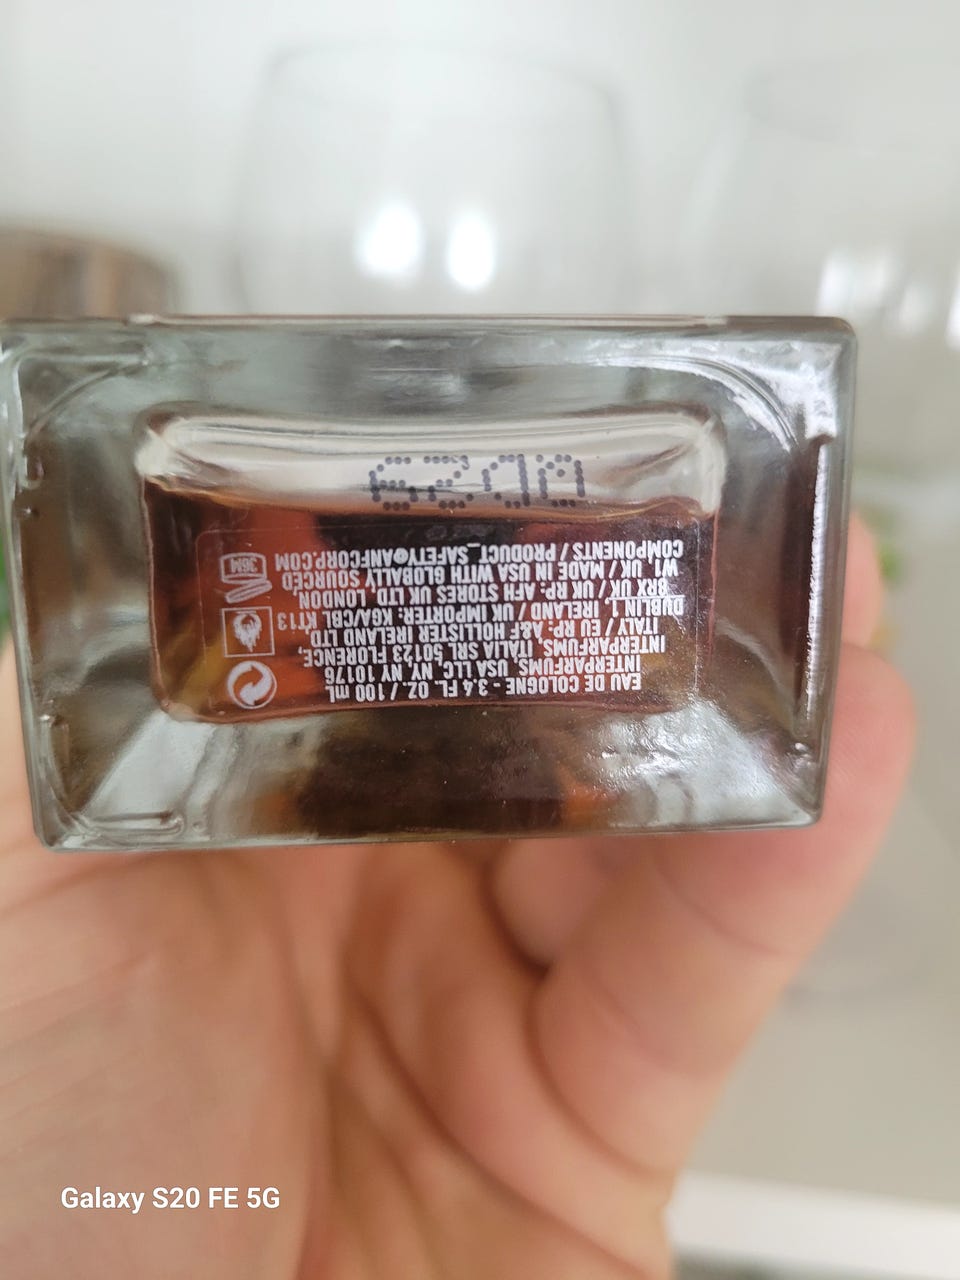 EAU DE COLOGNE - 3.4 FL. OZ / 100 mL
INTERPARFUMS, USA LLC, NY, NY 10176
INTERPARFUMS, ITALIA SRL 50123 FLORENCE,
ITALY / EU RP: A&F HOLLISTER IRELAND LTD,
DUBLIN 1, IRELAND / UK IMPORTER: KGA/CBL KT13
8RX UK / UK RP: AFH STORES UK LTD, LONDON,
W1, UK / MADE IN USA WITH GLOBALLY SOURCED
COMPONENTS / PRODUCT_SAFETY@ANFCORP.COM
36M
Galaxy S20 FE 5G